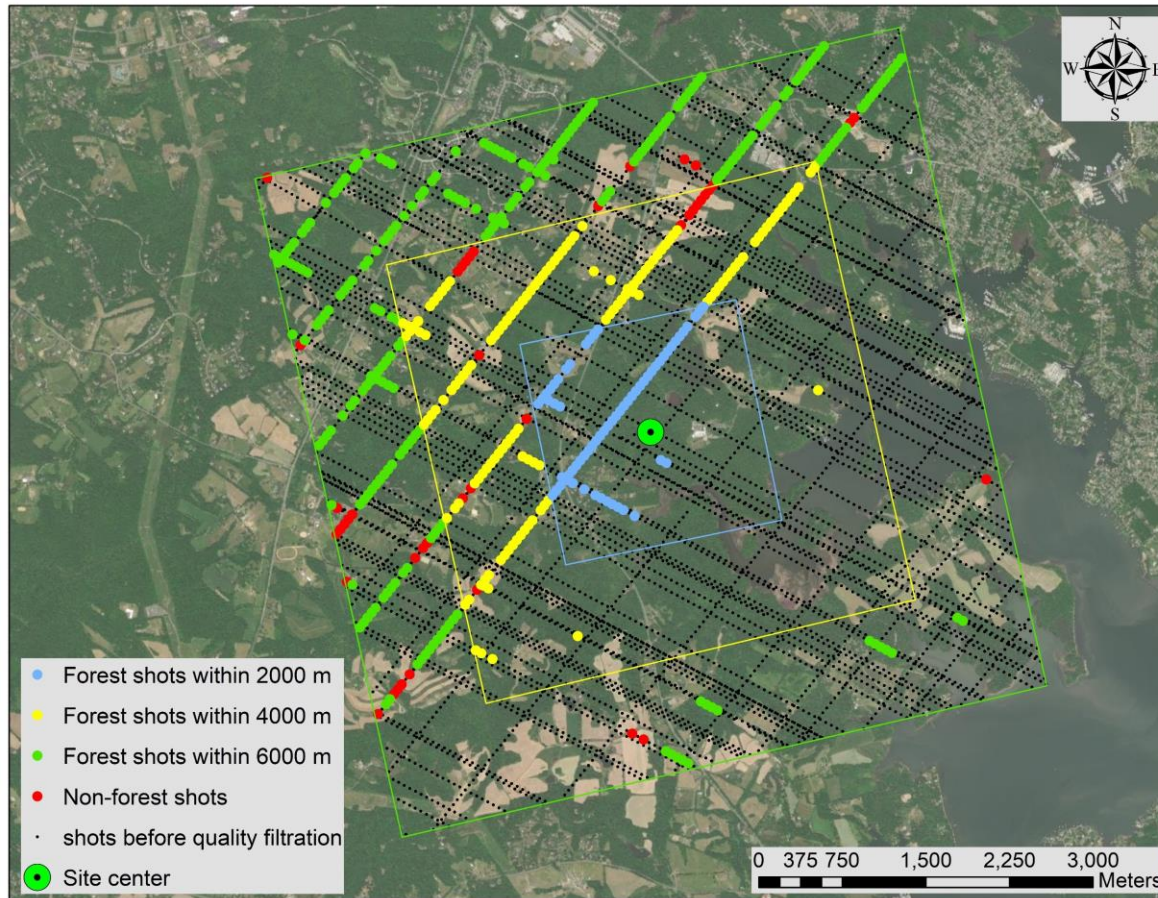 N
W E
S
Forest shots within 2000 m
Forest shots within 4000 m
Forest shots within 6000 m
Non-forest shots
shots before quality filtration
Site center
0 375 750 1,500 2,250 3,000
Meters